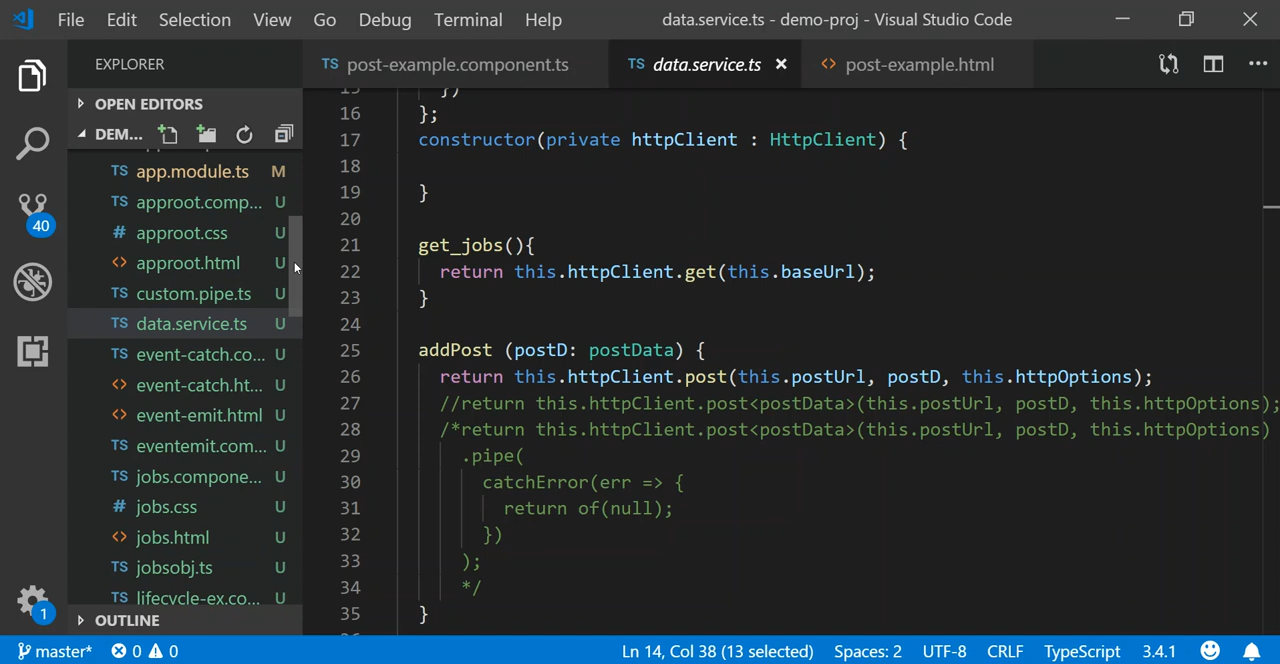 File Edit Selection View Go Debug Terminal Help data.service.ts - demo-proj - Visual Studio Code
EXPLORER
OPEN EDITORS
DEM...
TS app.module.ts M
TS approot.comp... U
# approot.css U
<> approot.html U
TS custom.pipe.ts U
TS data.service.ts U
TS event-catch.co... U
<> event-catch.ht... U
<> event-emit.html U
TS eventemit.com... U
TS jobs.compone... U
# jobs.css U
<> jobs.html U
TS jobsobj.ts U
TS lifecycle-ex.co... U
OUTLINE
40
1
TS post-example.component.ts TS data.service.ts × <> post-example.html
15 })
16 };
17 constructor(private httpClient : HttpClient) {
18
19 }
20
21 get_jobs(){
22 return this.httpClient.get(this.baseUrl);
23 }
24
25 addPost (postD: postData) {
26 return this.httpClient.post(this.postUrl, postD, this.httpOptions);
27 //return this.httpClient.post<postData>(this.postUrl, postD, this.httpOptions);
28 /*return this.httpClient.post<postData>(this.postUrl, postD, this.httpOptions)
29 .pipe(
30 catchError(err => {
31 return of(null);
32 })
33 );
34 */
35 }
master* 0 0 Ln 14, Col 38 (13 selected) Spaces: 2 UTF-8 CRLF TypeScript 3.4.1